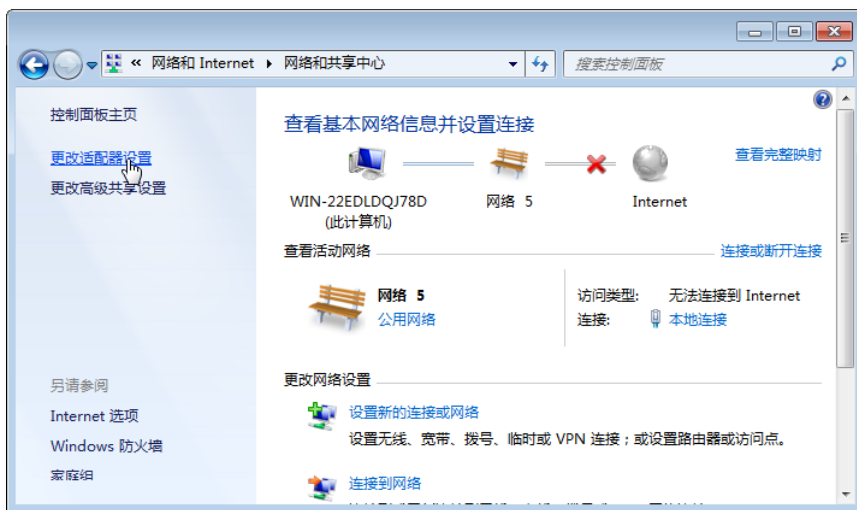 « 网络和 Internet ▸ 网络和共享中心
搜索控制面板
控制面板主页
更改适配器设置
更改高级共享设置
查看基本网络信息并设置连接
查看完整映射
WIN-22EDLDQJ78D
(此计算机)
网络 5
Internet
查看活动网络
连接或断开连接
网络 5
公用网络
访问类型: 无法连接到 Internet
连接: 本地连接
更改网络设置
设置新的连接或网络
设置无线、宽带、拨号、临时或 VPN 连接；或设置路由器或访问点。
连接到网络
另请参阅
Internet 选项
Windows 防火墙
家庭组